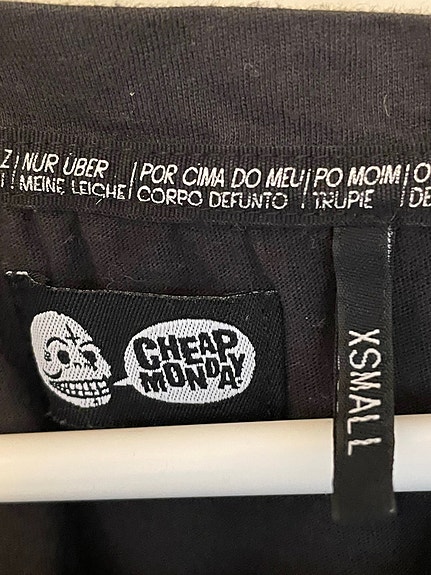 NUR ÜBER
MEINE LEICHE
POR CIMA DO MEU
CORPO DEFUNTO
PO MOIM
TRUPIE
CHEAP
MONDAY
XSMALL